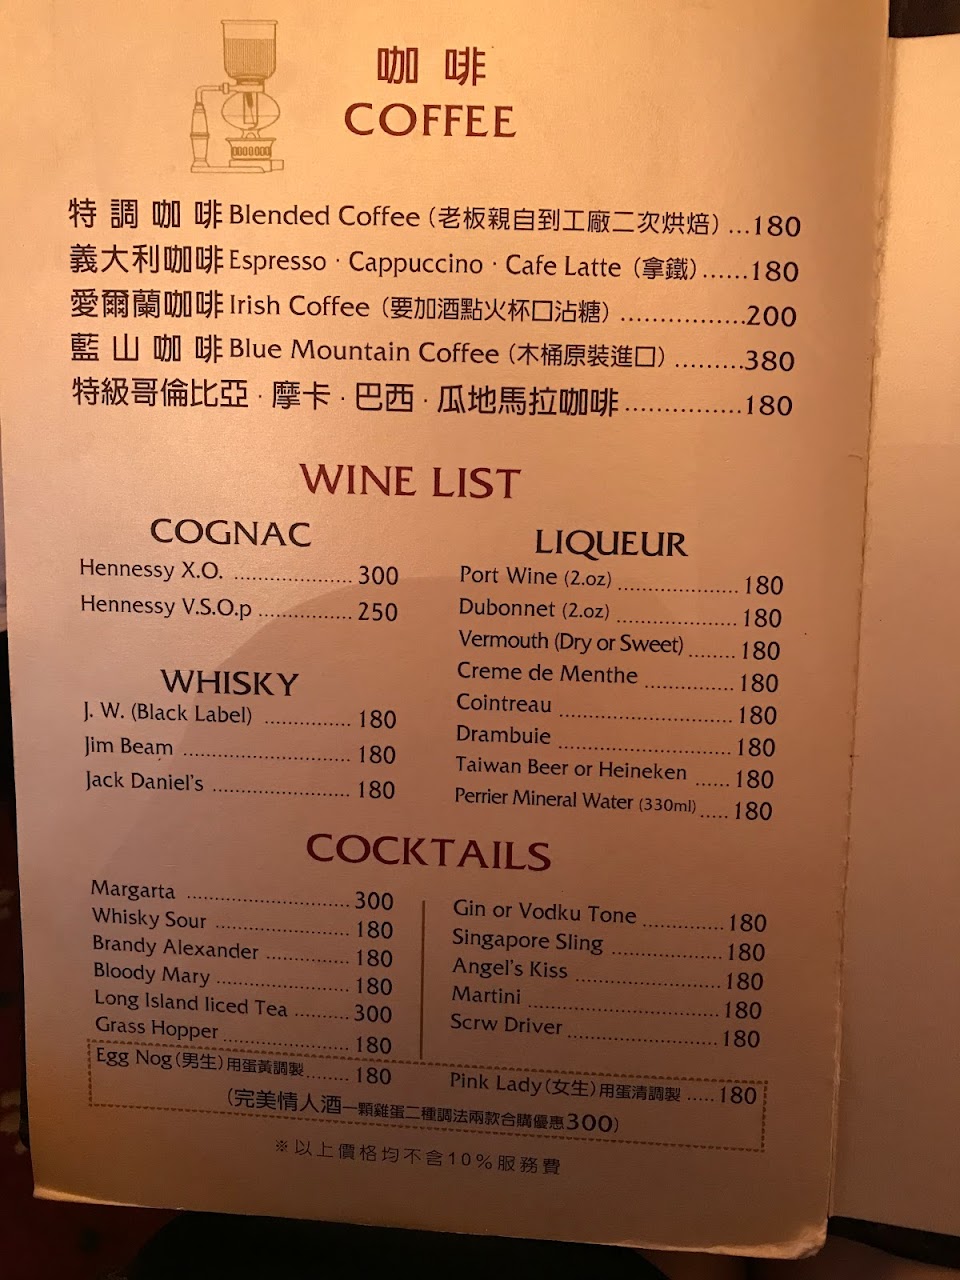 咖啡
COFFEE
特調咖啡 Blended Coffee (老板親自到工廠二次烘焙) ...180
義大利咖啡 Espresso · Cappuccino · Cafe Latte (拿鐵)......180
愛爾蘭咖啡 Irish Coffee (要加酒點火杯口沾糖) ................200
藍山咖啡 Blue Mountain Coffee (木桶原裝進口) .........380
特級哥倫比亞 · 摩卡 · 巴西 · 瓜地馬拉咖啡...............180
WINE LIST
COGNAC
Hennessy X.O. .................... 300
Hennessy V.S.O.p ................ 250
WHISKY
J. W. (Black Label) .............. 180
Jim Beam ........................... 180
Jack Daniel's ....................... 180
LIQUEUR
Port Wine (2.oz) .................... 180
Dubonnet (2.oz) .................... 180
Vermouth (Dry or Sweet) ........ 180
Creme de Menthe ............... 180
Cointreau ............................. 180
Drambuie ............................. 180
Taiwan Beer or Heineken ...... 180
Perrier Mineral Water (330ml) ..... 180
COCKTAILS
Margarta ........................... 300
Whisky Sour ...................... 180
Brandy Alexander .............. 180
Bloody Mary ...................... 180
Long Island Iiced Tea ......... 300
Grass Hopper ..................... 180
Gin or Vodku Tone ............. 180
Singapore Sling .................. 180
Angel's Kiss ........................ 180
Martini ................................ 180
Scrw Driver ......................... 180
Egg Nog (男生) 用蛋黃調製........ 180
Pink Lady (女生) 用蛋清調製 ..... 180
(完美情人酒一顆雞蛋二種調法兩款合購優惠300)
※以上價格均不含10%服務費